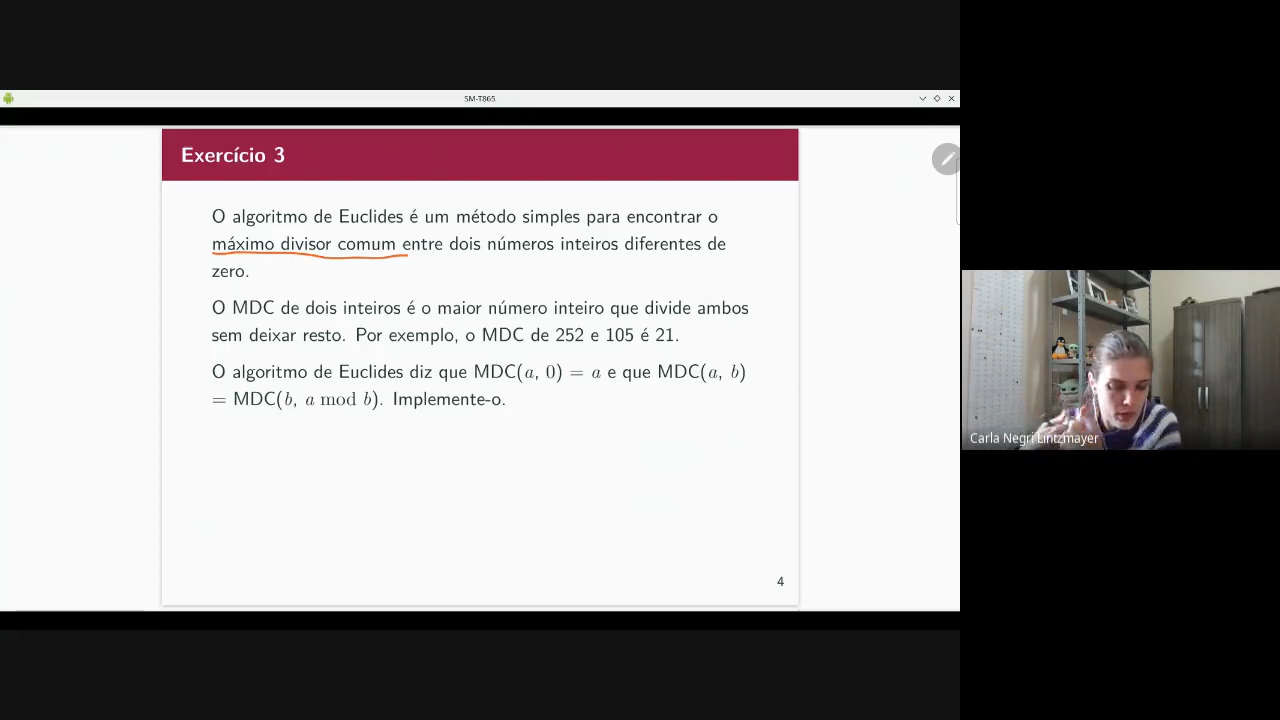 SM-T865
Exercício 3
O algoritmo de Euclides é um método simples para encontrar o
máximo divisor comum entre dois números inteiros diferentes de
zero.
O MDC de dois inteiros é o maior número inteiro que divide ambos
sem deixar resto. Por exemplo, o MDC de 252 e 105 é 21.
O algoritmo de Euclides diz que MDC(a, 0) = a e que MDC(a, b)
= MDC(b, a mod b). Implemente-o.
4
Carla Negri Lintzmayer